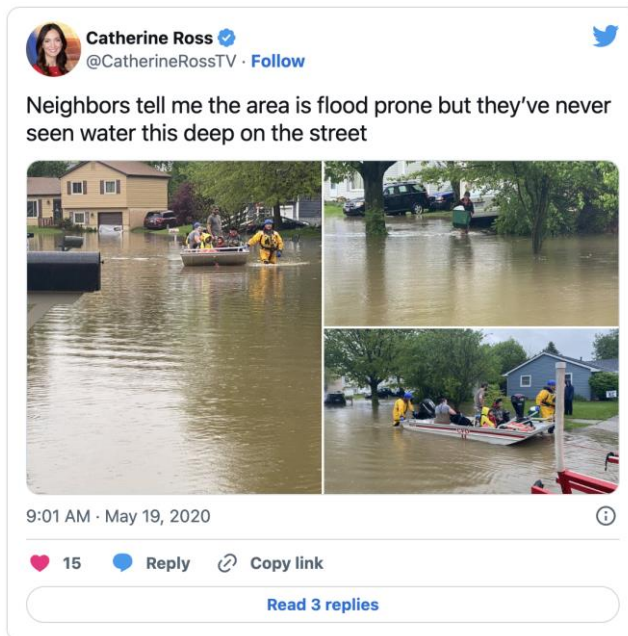 Catherine Ross
@CatherineRossTV · Follow
Neighbors tell me the area is flood prone but they've never
seen water this deep on the street
9:01 AM · May 19, 2020
15 Reply Copy link
Read 3 replies